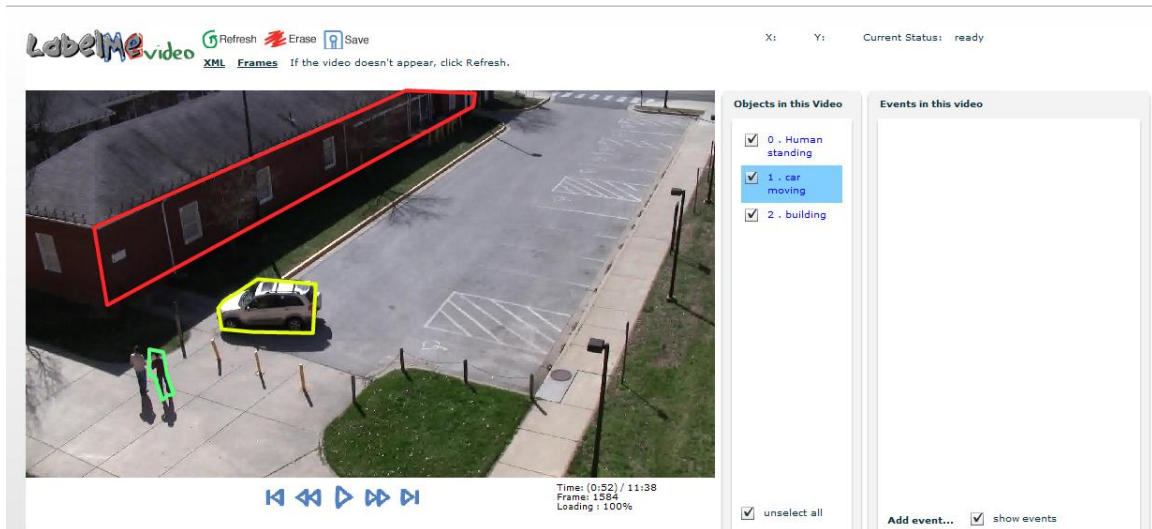 LabelMe video
Refresh Erase Save
XML Frames If the video doesn't appear, click Refresh.
X: Y: Current Status: ready
Objects in this Video
0 . Human
standing
1 . car
moving
2 . building
unselect all
Events in this video
Add event... show events
Time: (0:52) / 11:38
Frame: 1584
Loading : 100%